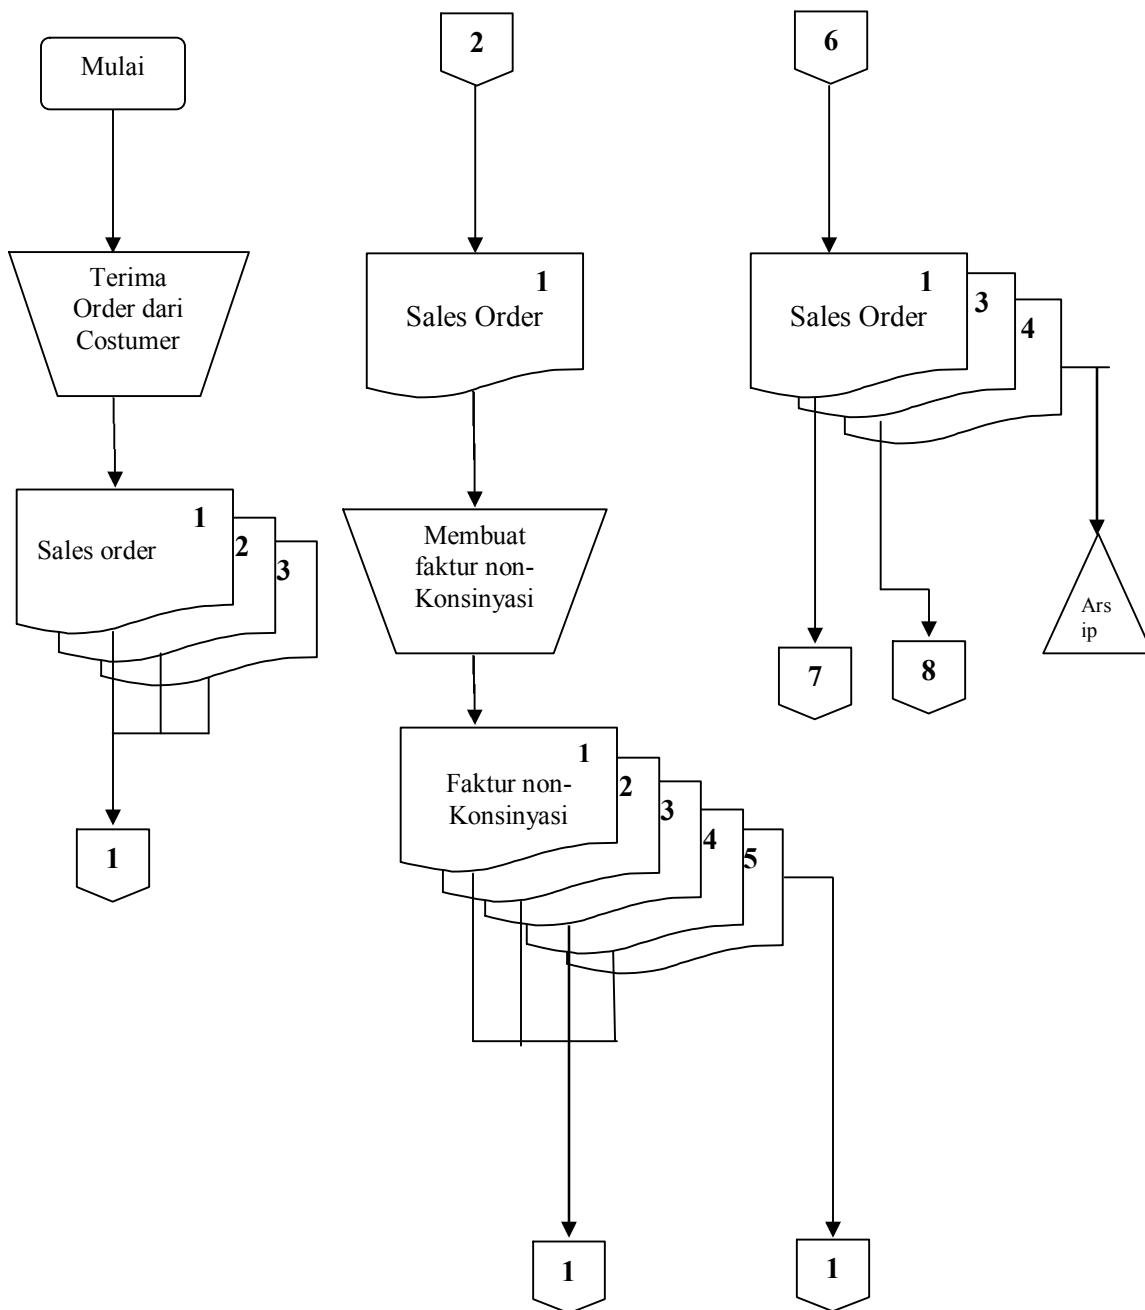 Mulai
Terima
Order dari
Costumer
1
Sales order
2
3
1
2
1
Sales Order
Membuat
faktur non-
Konsinyasi
1
Faktur non-
Konsinyasi
2
3
4
5
1
1
6
1
Sales Order
3
4
7
8
Ars
ip